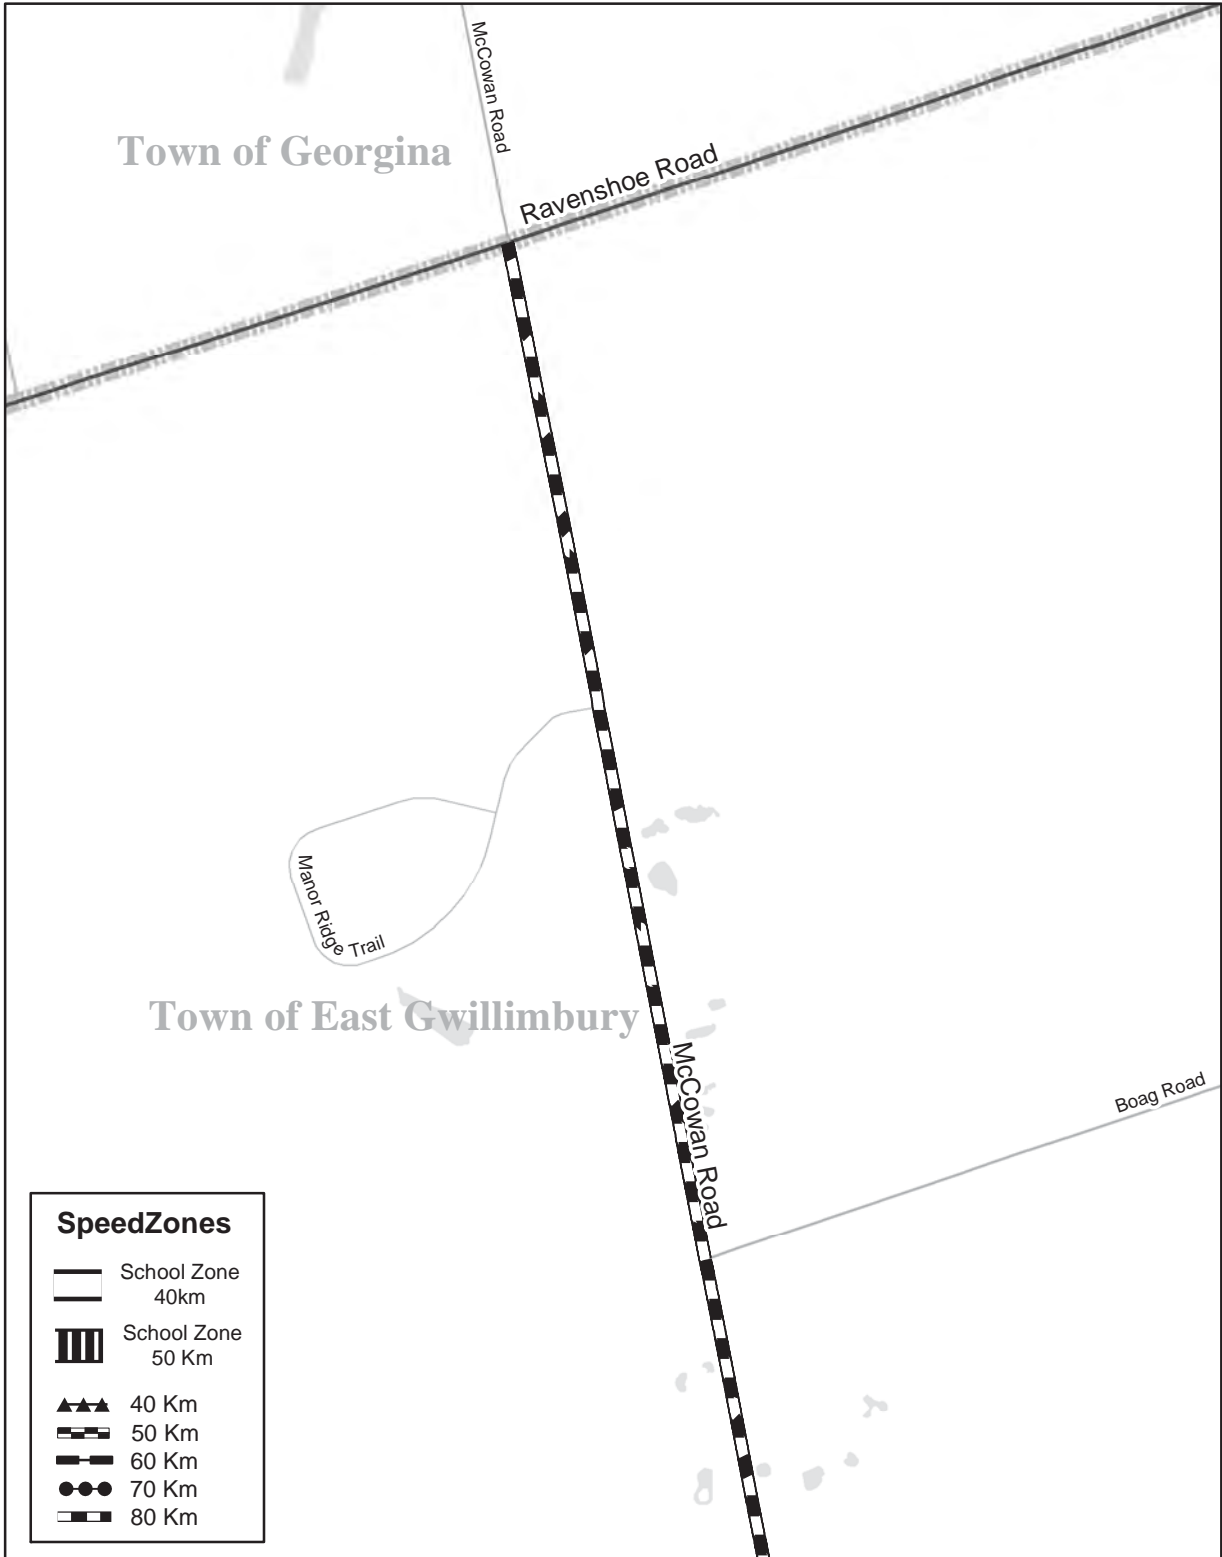 McCowan Road
Town of Georgina
Ravenshoe Road
Manor Ridge Trail
Town of East Gwillimbury
McCowan Road
Boag Road
SpeedZones
School Zone
40km
School Zone
50 Km
40 Km
50 Km
60 Km
70 Km
80 Km